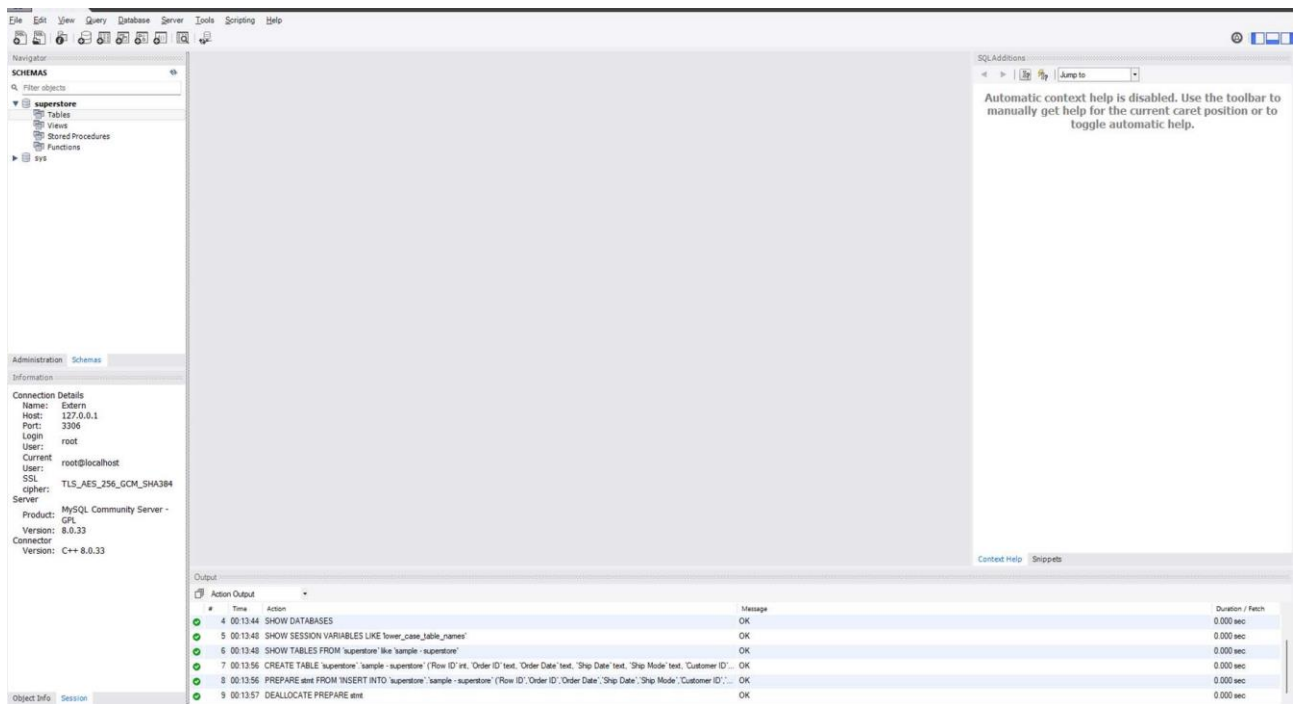 File Edit View Query Database Server Tools Scripting Help
Navigator
SCHEMAS
Filter objects
superstore
Tables
Views
Stored Procedures
Functions
sys
Administration Schemas
Information
Connection Details
Name: Extern
Host: 127.0.0.1
Port: 3306
Login User: root
Current User: root@localhost
SSL cipher: TLS_AES_256_GCM_SHA384
Server
Product: MySQL Community Server - GPL
Version: 8.0.33
Connector
Version: C++ 8.0.33
Object Info Session
SQLAdditions
Jump to
Automatic context help is disabled. Use the toolbar to
manually get help for the current caret position or to
toggle automatic help.
Context Help Snippets
Output
Action Output
# Time Action Message Duration / Fetch
4 00:13:44 SHOW DATABASES OK 0.000 sec
5 00:13:48 SHOW SESSION VARIABLES LIKE 'lower_case_table_names' OK 0.000 sec
6 00:13:48 SHOW TABLES FROM `superstore` like 'sample - superstore' OK 0.000 sec
7 00:13:56 CREATE TABLE `superstore`.`sample - superstore` (`Row ID` int, `Order ID` text, `Order Date` text, `Ship Date` text, `Ship Mode` text, `Customer ID`... OK 0.000 sec
8 00:13:56 PREPARE stmt FROM 'INSERT INTO `superstore`.`sample - superstore` (`Row ID`,`Order ID`,`Order Date`,`Ship Date`,`Ship Mode`,`Customer ID`,`... OK 0.000 sec
9 00:13:57 DEALLOCATE PREPARE stmt OK 0.000 sec